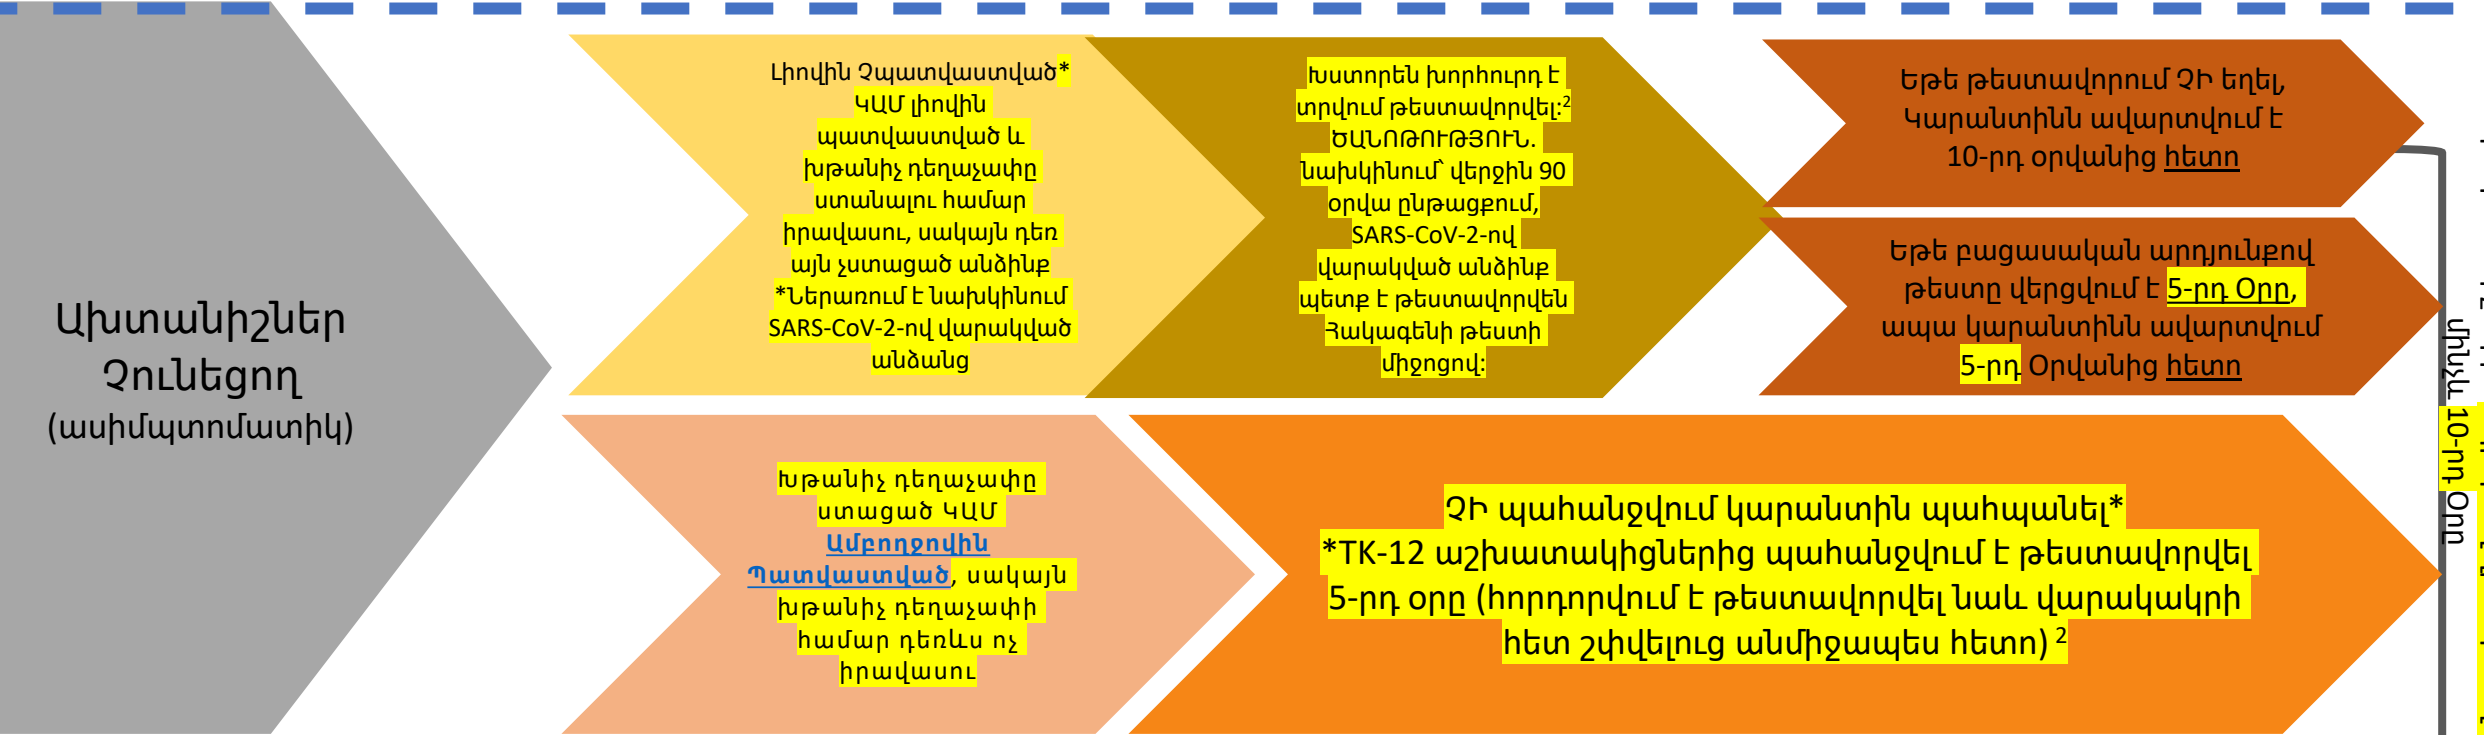 Ախտանիշներ
Չունեցող
(ասիմպտոմատիկ)
Լիովին Չպատվաստված*
ԿԱՄ լիովին
պատվաստված և
խթանիչ դեղաչափը
ստանալու համար
իրավասու, սակայն դեռ
այն չստացած անձինք
*Ներառում է նախկինում
SARS-CoV-2-ով վարակված
անձանց
Խստորեն խորհուրդ է
տրվում թեստավորվել:²
ԾԱՆՈԹՈՒԹՅՈՒՆ.
նախկինում՝ վերջին 90
օրվա ընթացքում,
SARS-CoV-2-ով
վարակված անձինք
պետք է թեստավորվեն
Հակագենի թեստի
միջոցով:
Եթե թեստավորում ՉԻ եղել,
Կարանտինն ավարտվում է
10-րդ օրվանից հետո
Եթե բացասական արդյունքով
թեստը վերցվում է 5-րդ Օրը,
ապա կարանտինն ավարտվում
5-րդ Օրվանից հետո
Խթանիչ դեղաչափը
ստացած ԿԱՄ
Ամբողջովին
Պատվաստված, սակայն
խթանիչ դեղաչափի
համար դեռևս ոչ
իրավասու
ՉԻ պահանջվում կարանտին պահպանել*
*TK-12 աշխատակիցներից պահանջվում է թեստավորվել
5-րդ օրը (հորդորվում է թեստավորվել նաև վարակակրի
հետ շփվելուց անմիջապես հետո) ²
մինչև 10-րդ Օրը